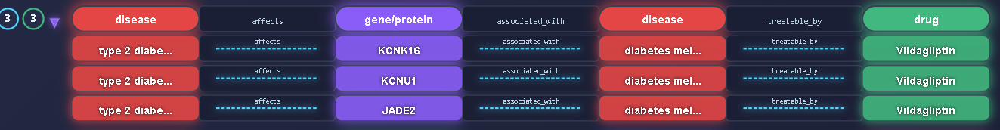 3 3 ▼ disease affects gene/protein associated_with disease treatable_by drug
type 2 diabe... affects KCNK16 associated_with diabetes mel... treatable_by Vildagliptin
type 2 diabe... affects KCNU1 associated_with diabetes mel... treatable_by Vildagliptin
type 2 diabe... affects JADE2 associated_with diabetes mel... treatable_by Vildagliptin